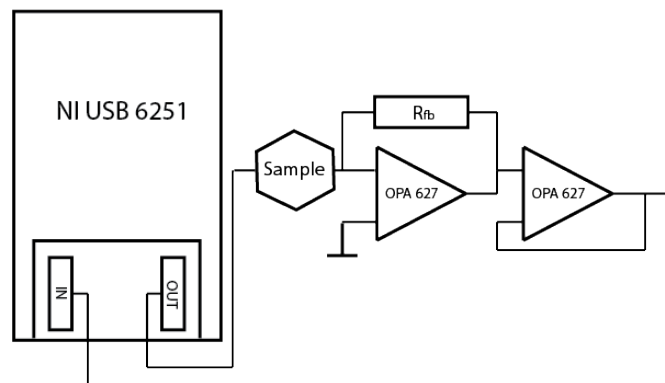 NI USB 6251
Rfb
Sample
OPA 627
OPA 627
IN
OUT